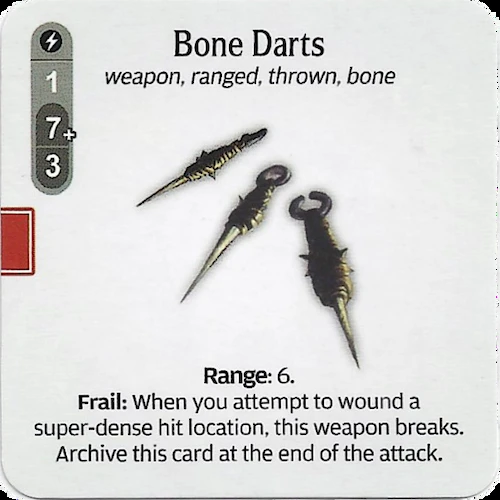 Bone Darts
weapon, ranged, thrown, bone
1
7+
3
Range: 6.
Frail: When you attempt to wound a
super-dense hit location, this weapon breaks.
Archive this card at the end of the attack.